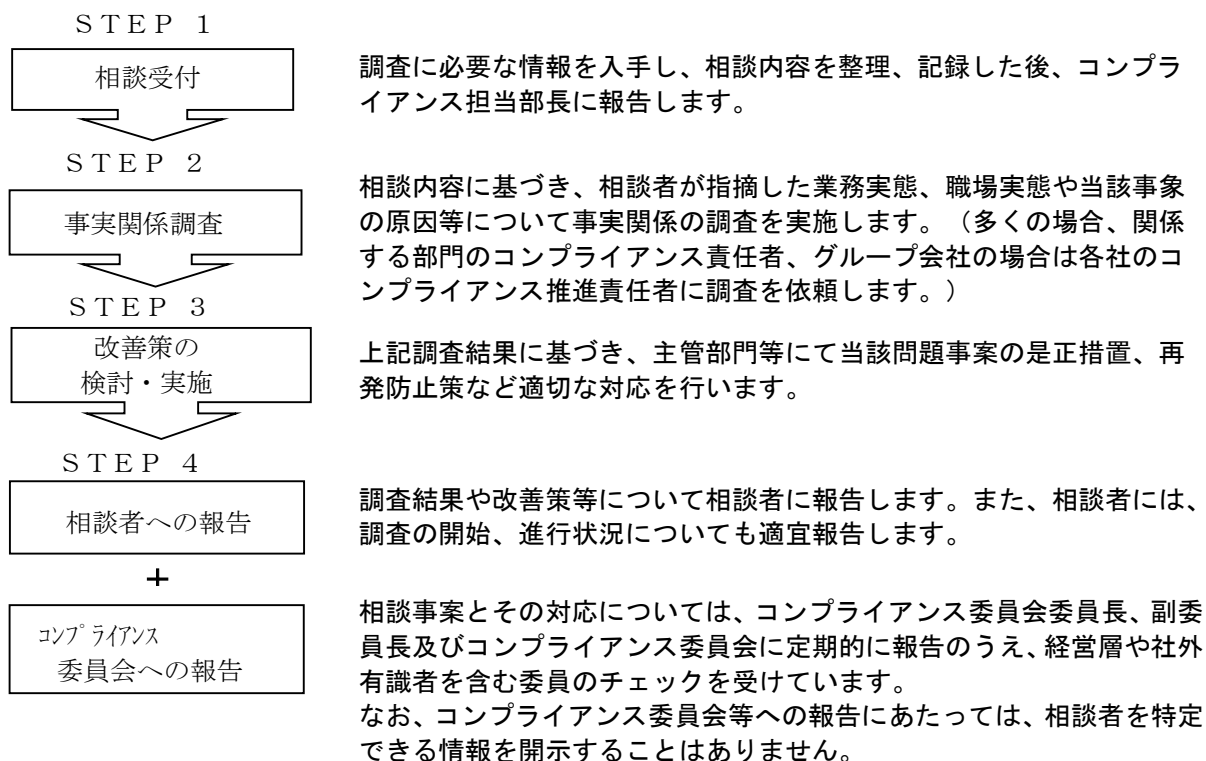 ＳＴＥＰ １
相談受付
調査に必要な情報を入手し、相談内容を整理、記録した後、コンプラ
イアンス担当部長に報告します。
ＳＴＥＰ ２
事実関係調査
相談内容に基づき、相談者が指摘した業務実態、職場実態や当該事象
の原因等について事実関係の調査を実施します。（多くの場合、関係
する部門のコンプライアンス責任者、グループ会社の場合は各社のコ
ンプライアンス推進責任者に調査を依頼します。）
ＳＴＥＰ ３
改善策の
検討・実施
上記調査結果に基づき、主管部門等にて当該問題事案の是正措置、再
発防止策など適切な対応を行います。
ＳＴＥＰ ４
相談者への報告
調査結果や改善策等について相談者に報告します。また、相談者には、
調査の開始、進行状況についても適宜報告します。
＋
ｺﾝﾌﾟﾗｲｱﾝｽ
委員会への報告
相談事案とその対応については、コンプライアンス委員会委員長、副委
員長及びコンプライアンス委員会に定期的に報告のうえ、経営層や社外
有識者を含む委員のチェックを受けています。
なお、コンプライアンス委員会等への報告にあたっては、相談者を特定
できる情報を開示することはありません。